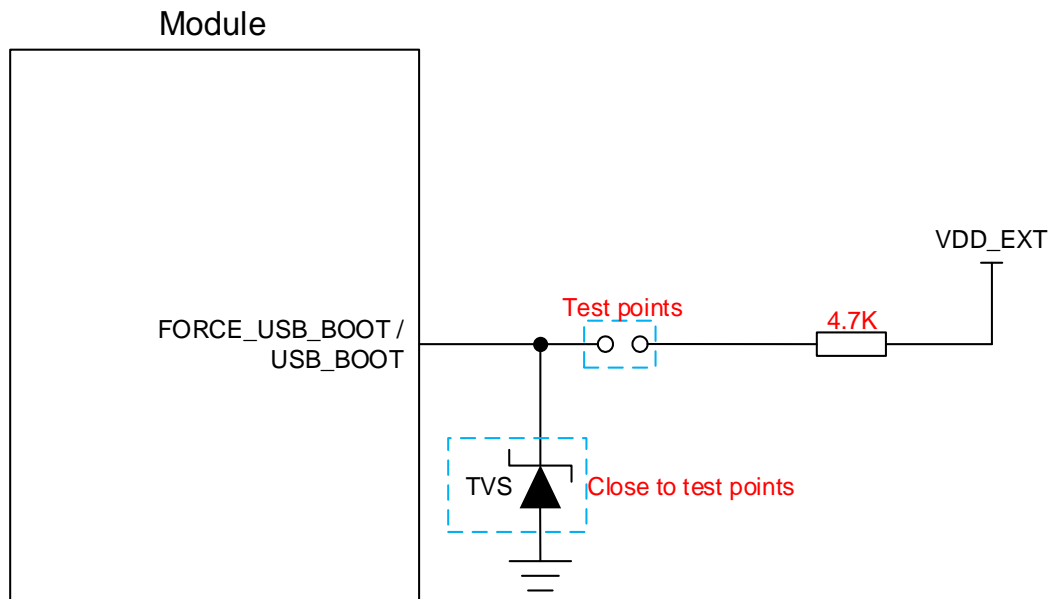 Module
VDD_EXT
Test points
4.7K
FORCE_USB_BOOT /
USB_BOOT
TVS
Close to test points